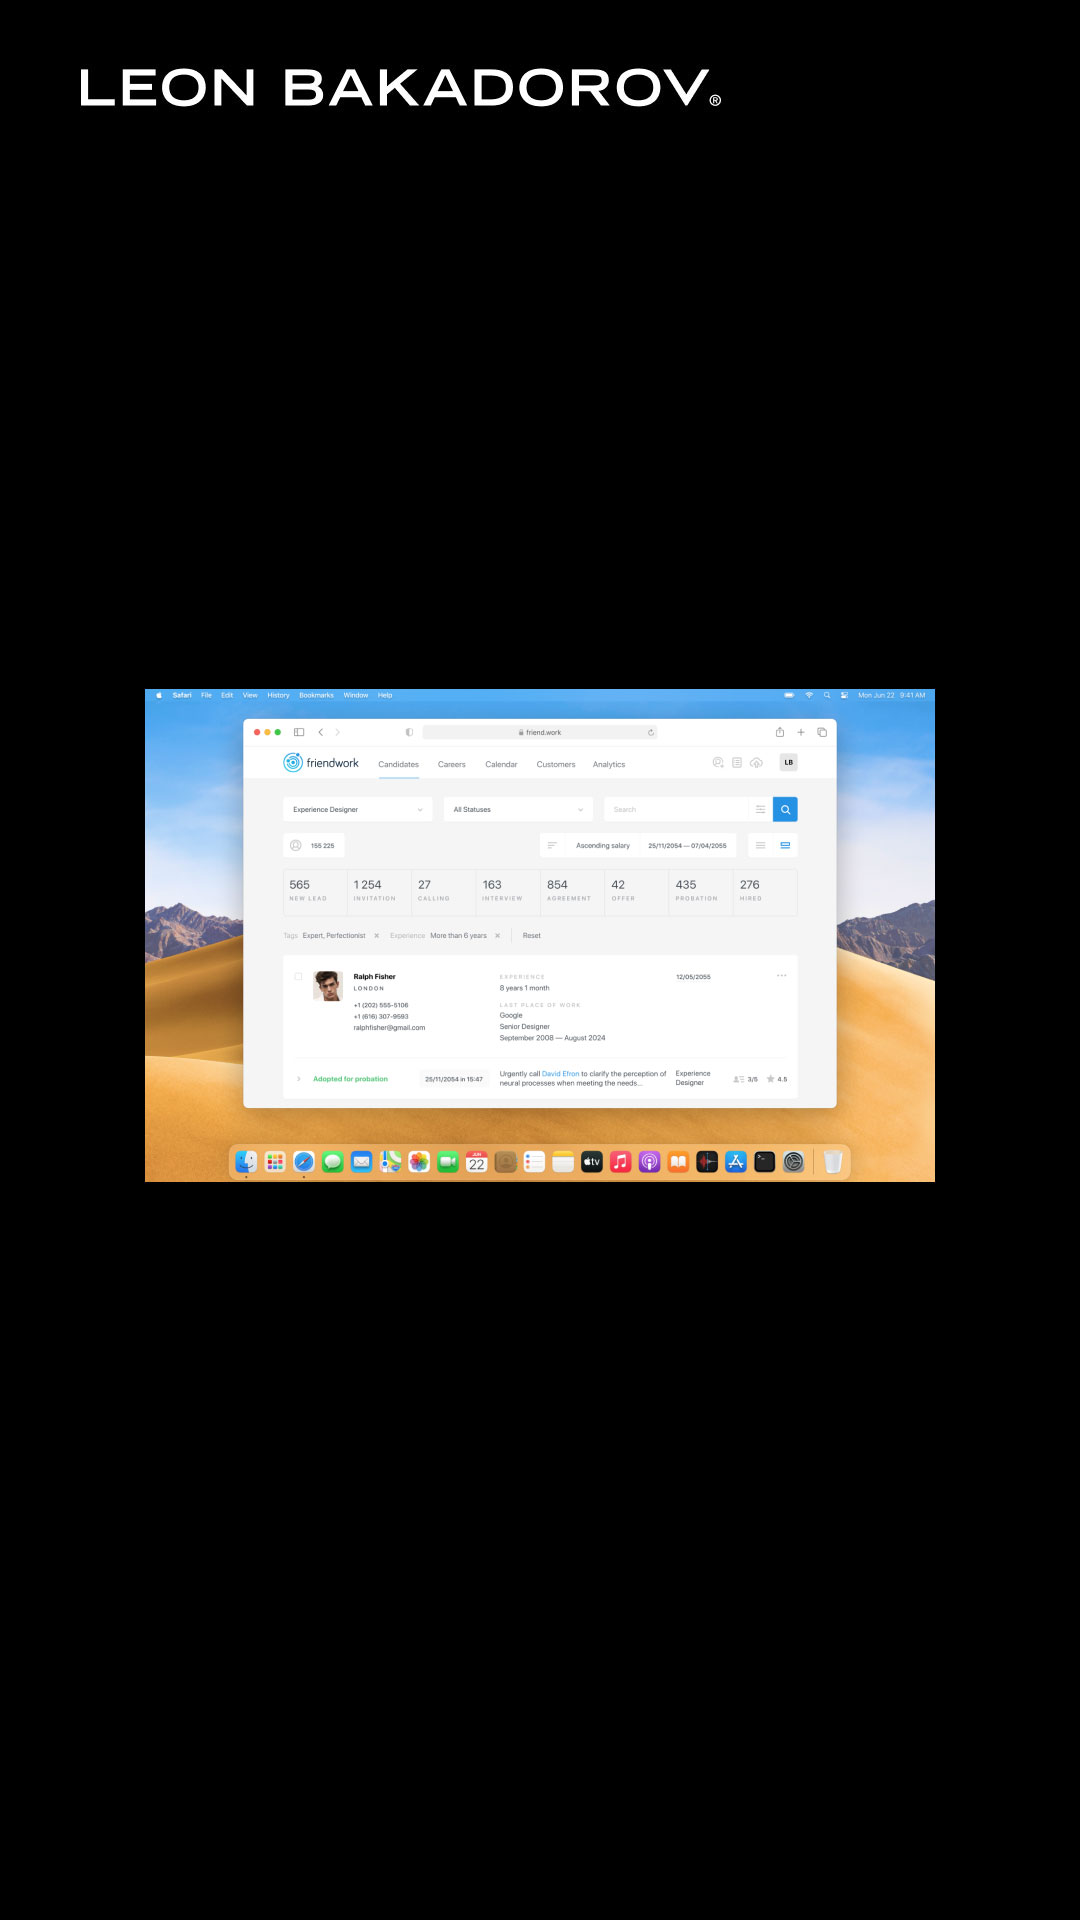 LEON BAKADOROV®
Safari File Edit View History Bookmarks Window Help Mon Jun 22 9:41 AM
friend.work
friendwork Candidates Careers Calendar Customers Analytics LB
Experience Designer All Statuses Search
155 225 Ascending salary 25/11/2054 — 07/04/2055
565 1 254 27 163 854 42 435 276
NEW LEAD INVITATION CALLING INTERVIEW AGREEMENT OFFER PROBATION HIRED
Tags Expert, Perfectionist × Experience More than 6 years × Reset
Ralph Fisher EXPERIENCE 12/05/2055
LONDON 8 years 1 month
+1 (202) 555-5106 LAST PLACE OF WORK
+1 (616) 307-9593 Google
ralphfisher@gmail.com Senior Designer
September 2008 — August 2024
Adopted for probation 25/11/2054 in 15:47 Urgently call David Efron to clarify the perception of Experience 3/5 4.5
neural processes when meeting the needs... Designer
JUN
22
tv